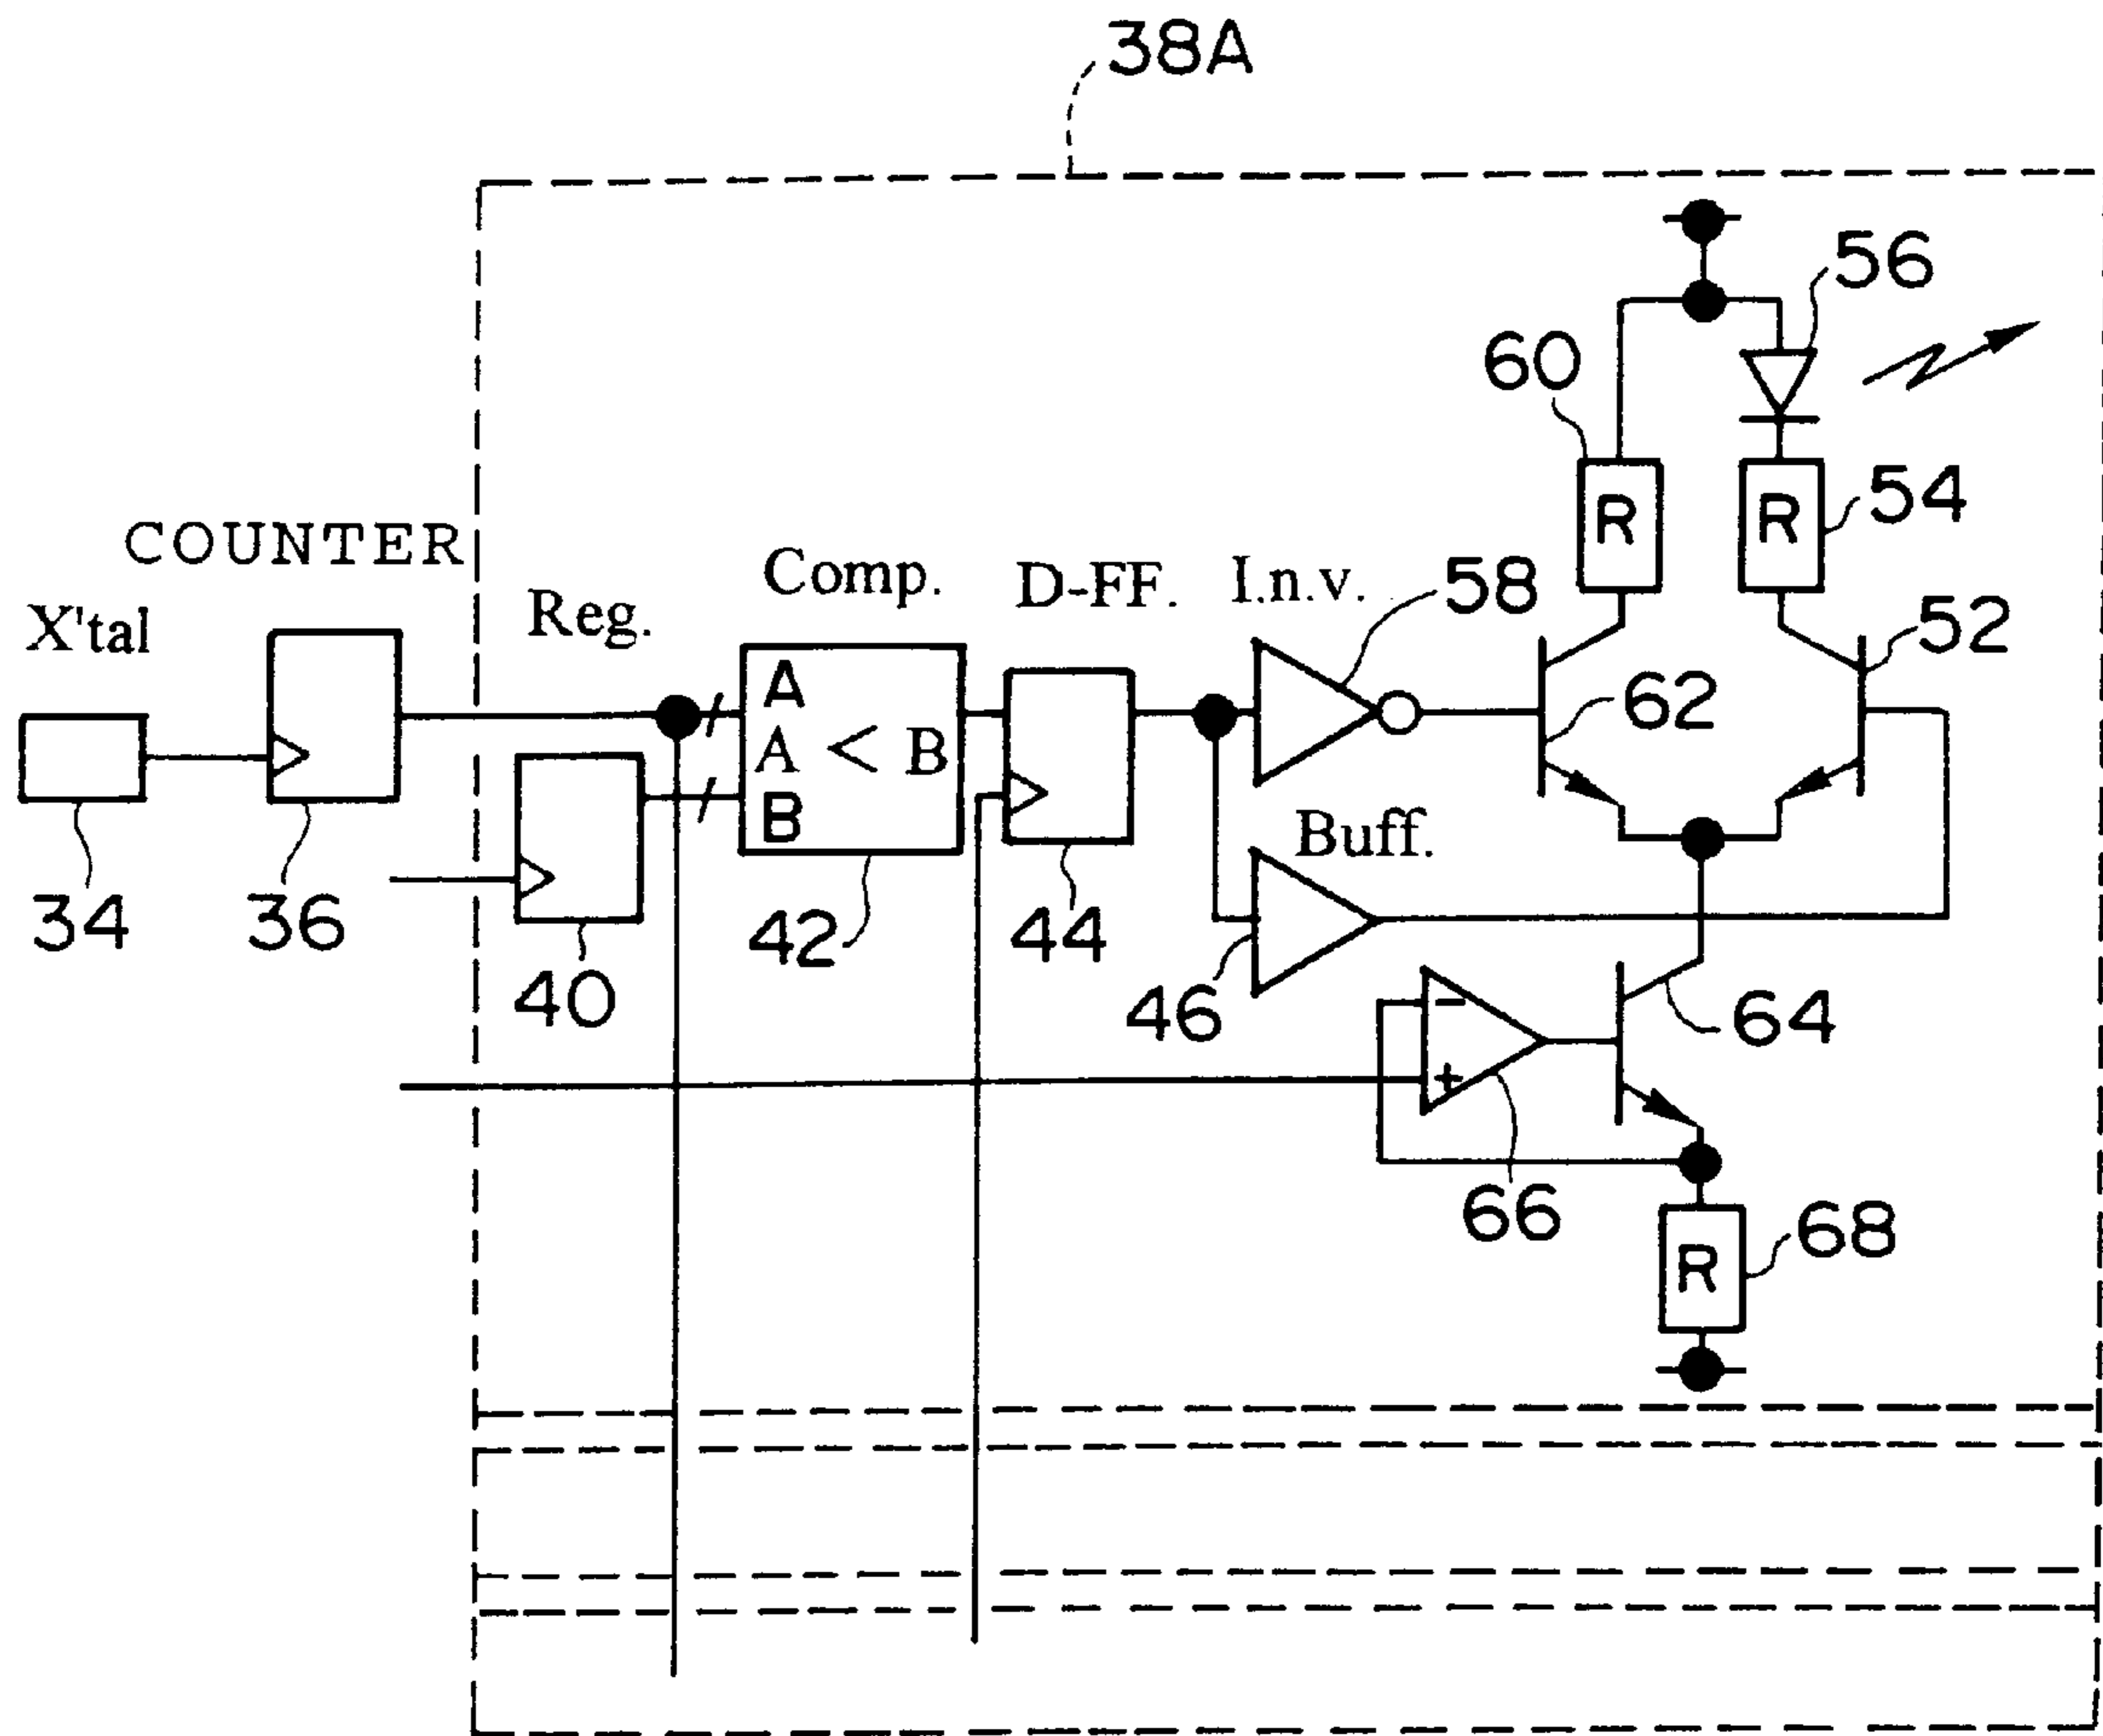 38A
56
60
R
R
54
COUNTER
Comp.
D-FF.
I.n.v.
58
X'tal
Reg.
52
A
A < B
B
62
Buff.
34
36
40
42
44
46
64
-
+
66
R
68